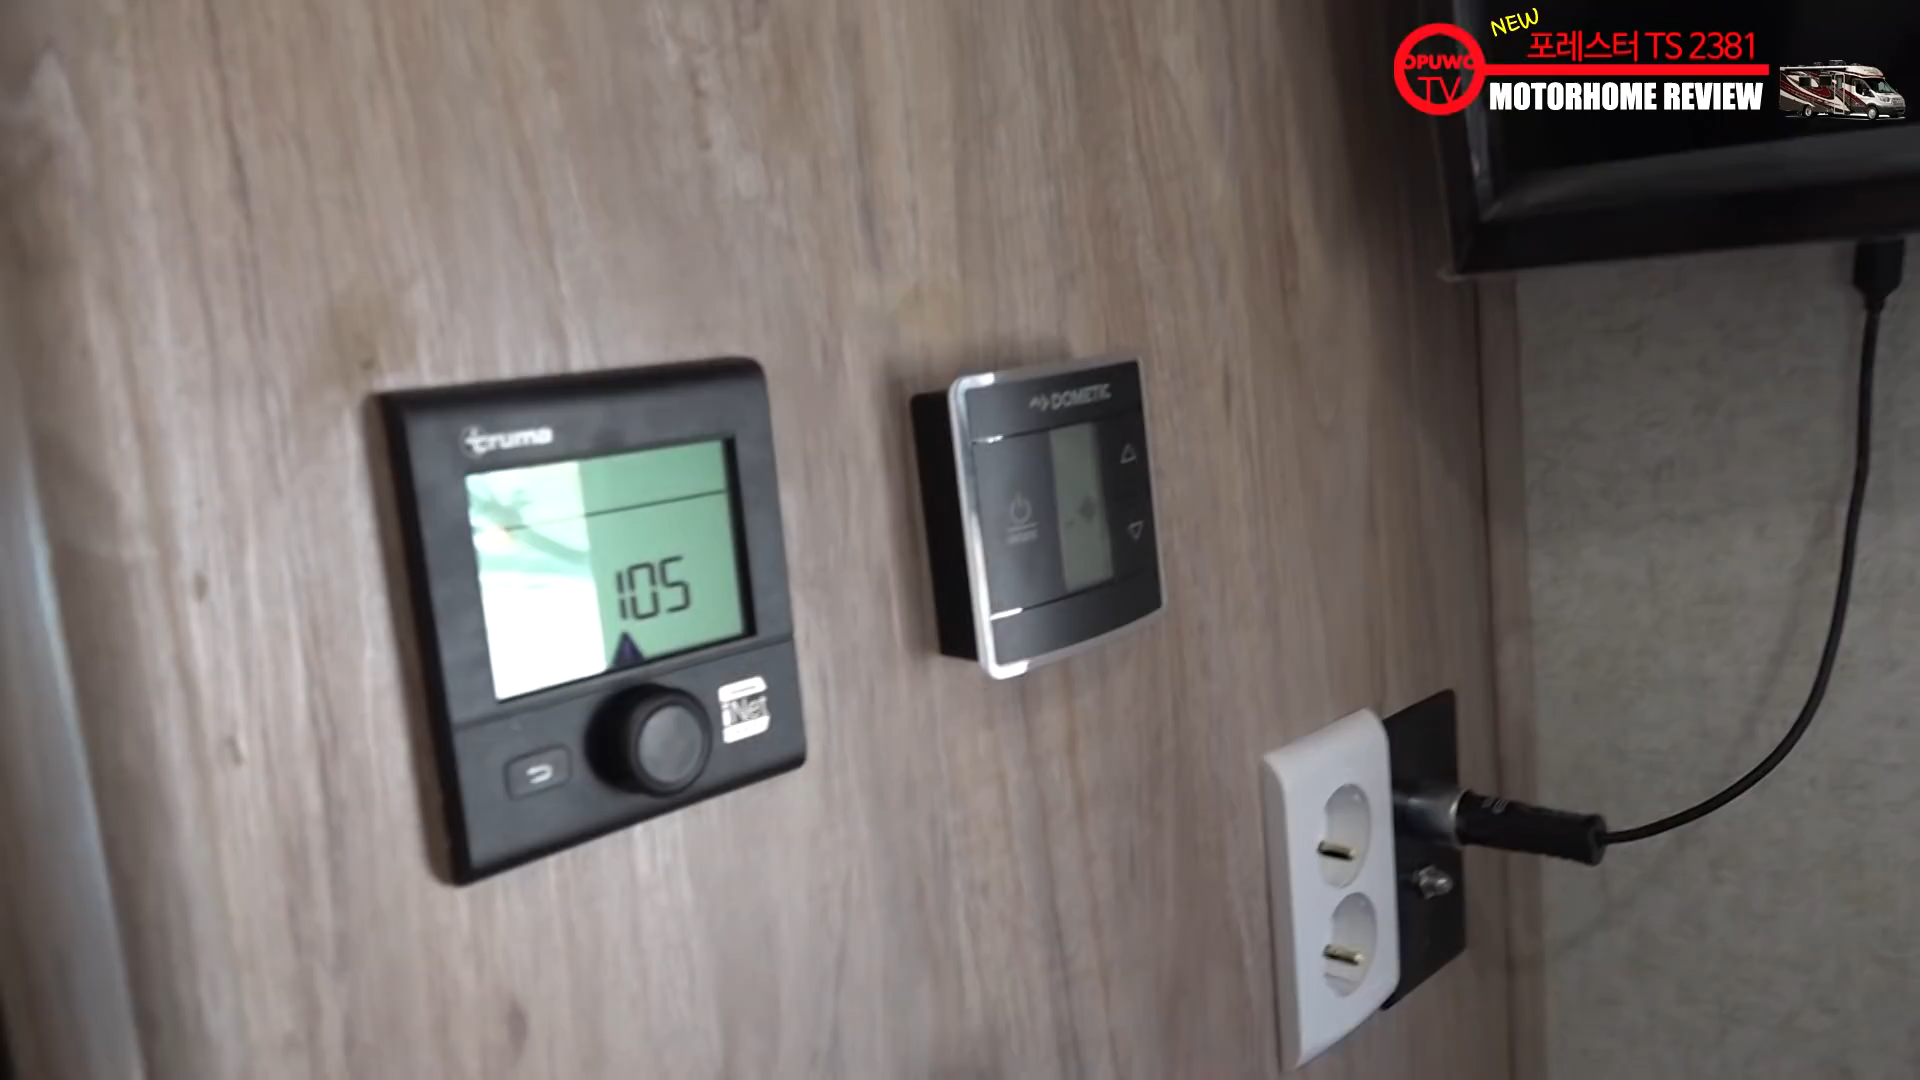 NEW
포레스터 TS 2381
OPUWO
TV
MOTORHOME REVIEW
truma
105
iNet
DOMETIC